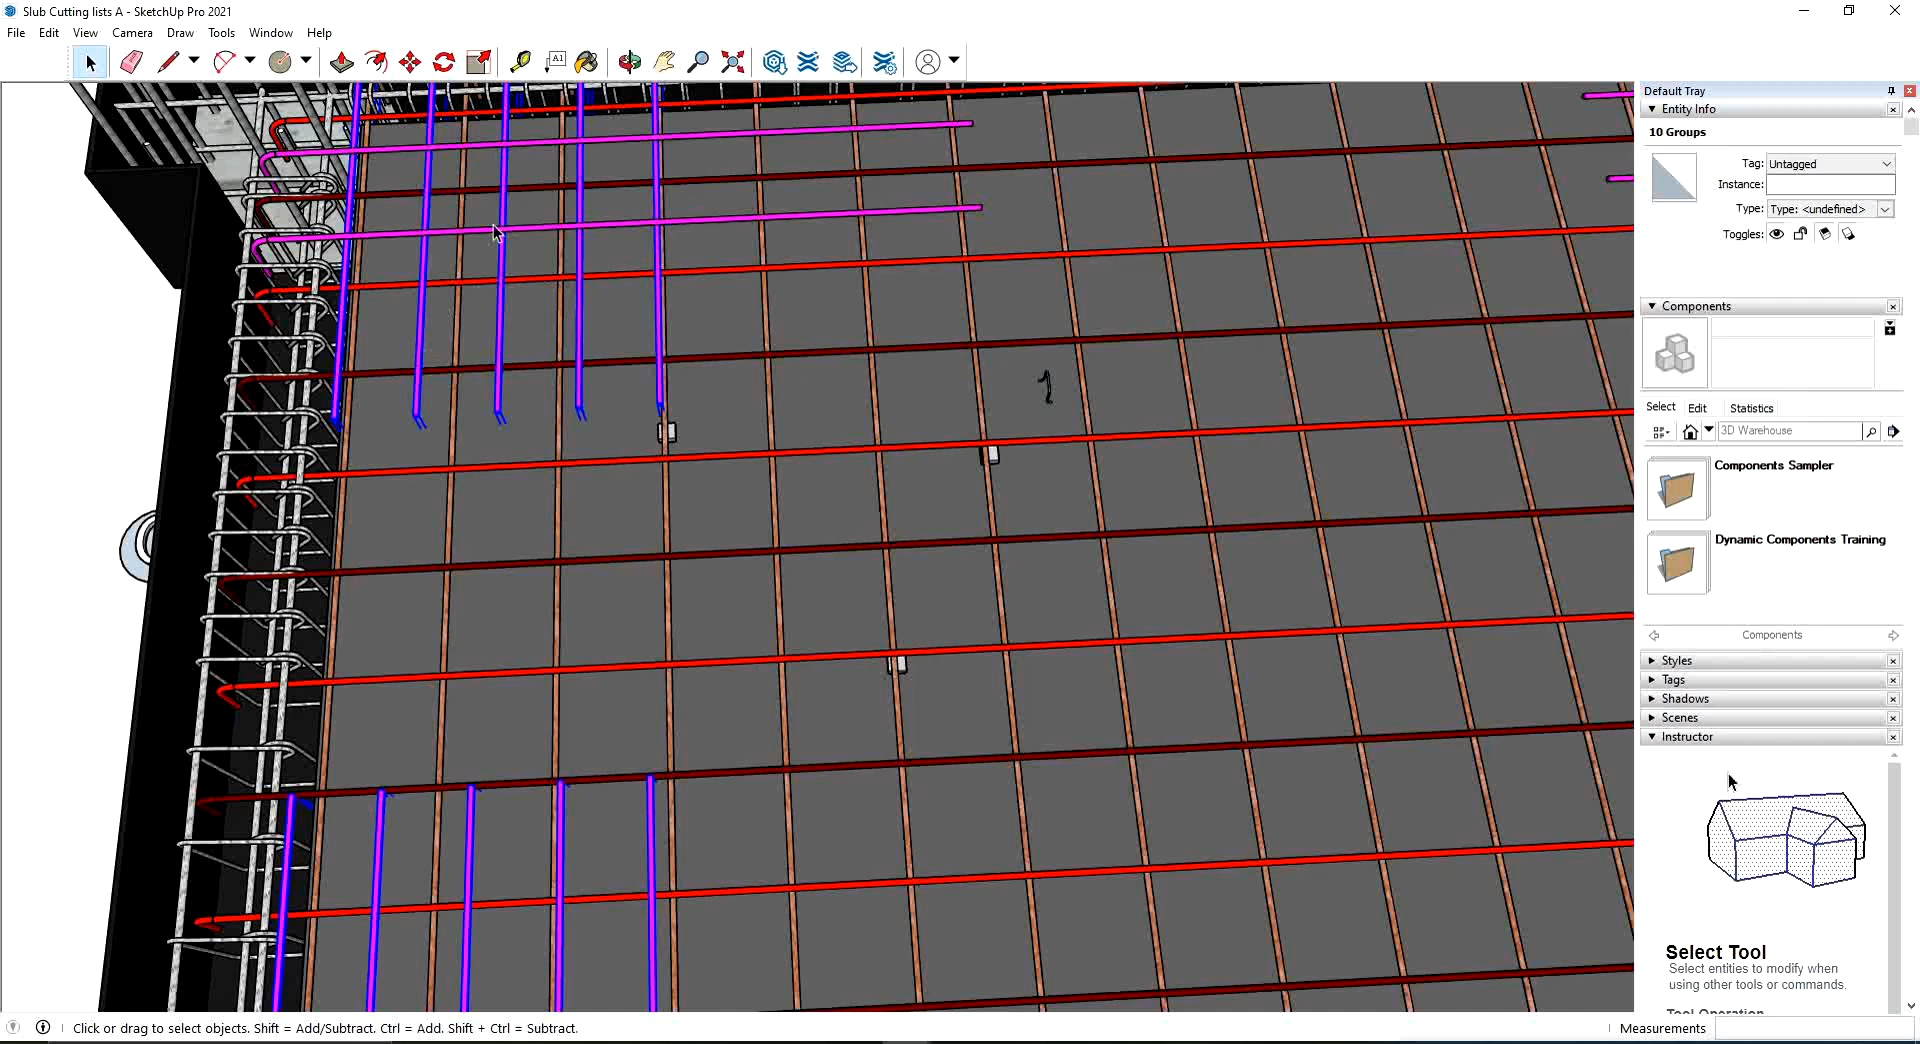 Slub Cutting lists A - SketchUp Pro 2021
File Edit View Camera Draw Tools Window Help
A1
Default Tray
Entity Info
10 Groups
Tag: Untagged
Instance:
Type: Type: <undefined>
Toggles:
Components
Select Edit Statistics
3D Warehouse
Components Sampler
Dynamic Components Training
Components
Styles
Tags
Shadows
Scenes
Instructor
Select Tool
Select entities to modify when
using other tools or commands.
Tool Operation
Click or drag to select objects. Shift = Add/Subtract. Ctrl = Add. Shift + Ctrl = Subtract.
Measurements